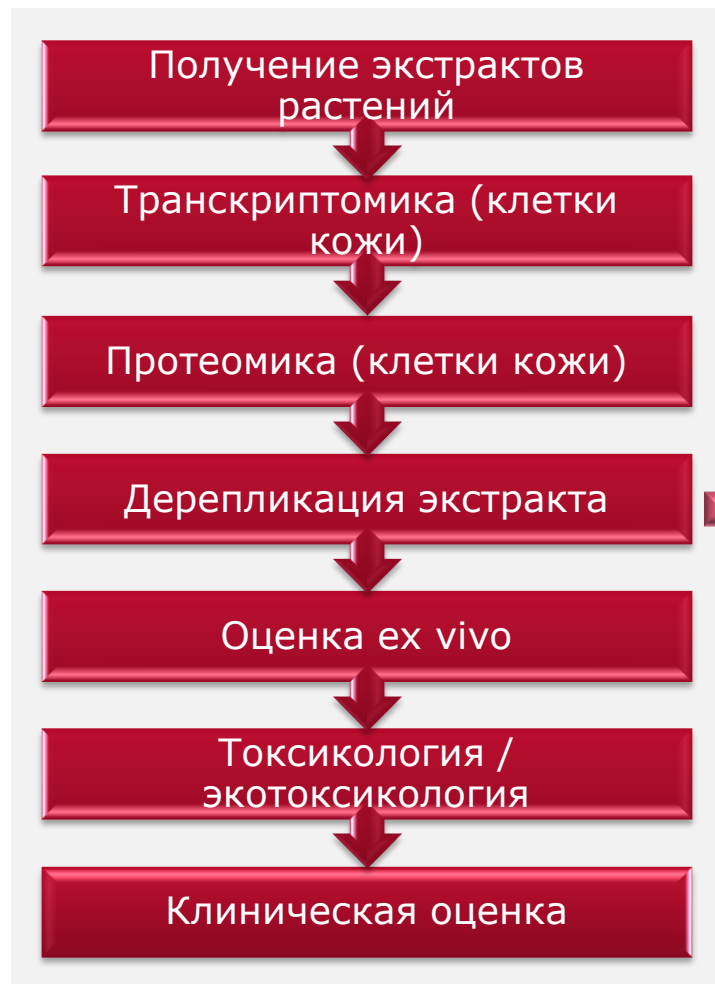 Получение экстрактов
растений
Транскриптомика (клетки
кожи)
Протеомика (клетки кожи)
Дерепликация экстракта
Оценка ex vivo
Токсикология /
экотоксикология
Клиническая оценка